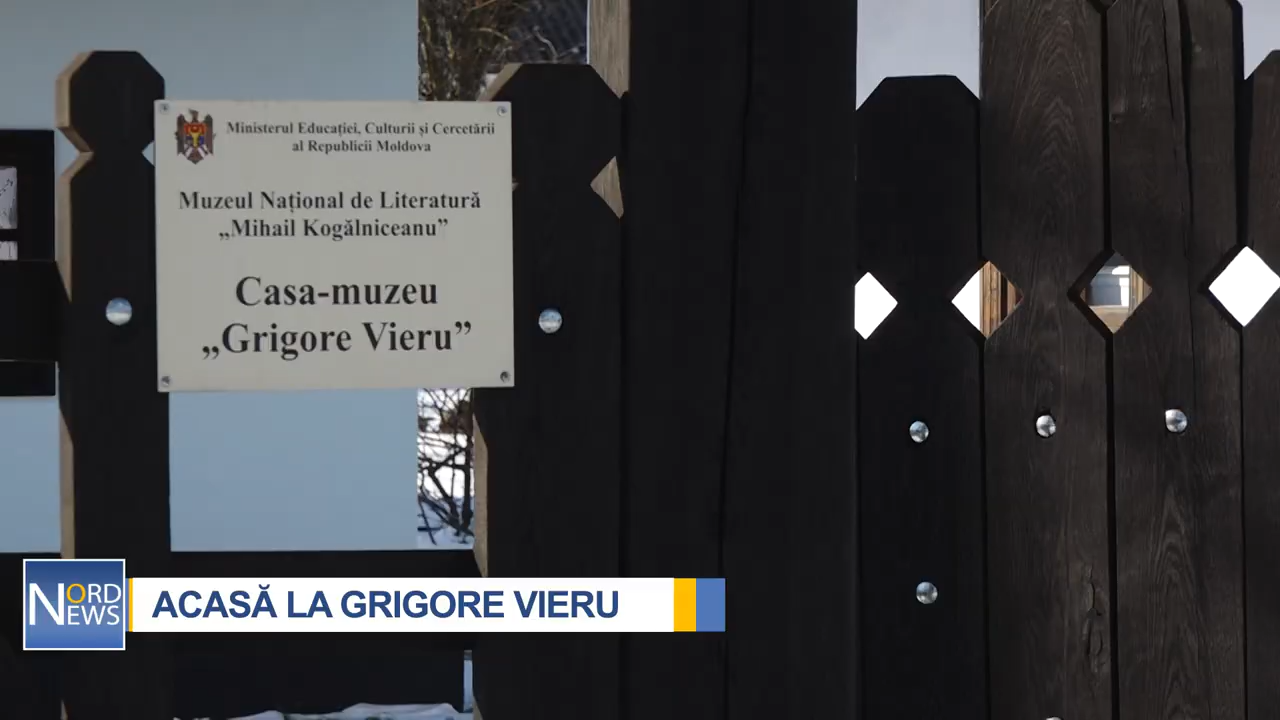 Ministerul Educației, Culturii și Cercetării
al Republicii Moldova
Muzeul Național de Literatură
„Mihail Kogălniceanu”
Casa-muzeu
„Grigore Vieru”
NORD
NEWS
ACASĂ LA GRIGORE VIERU